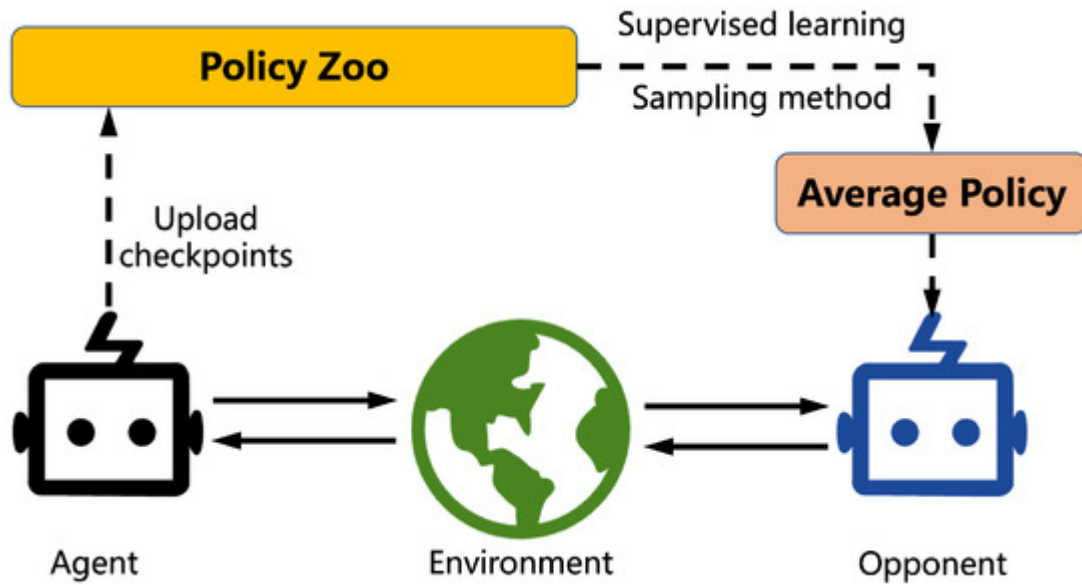 Supervised learning
Policy Zoo
Sampling method
Average Policy
Upload
checkpoints
Agent
Environment
Opponent